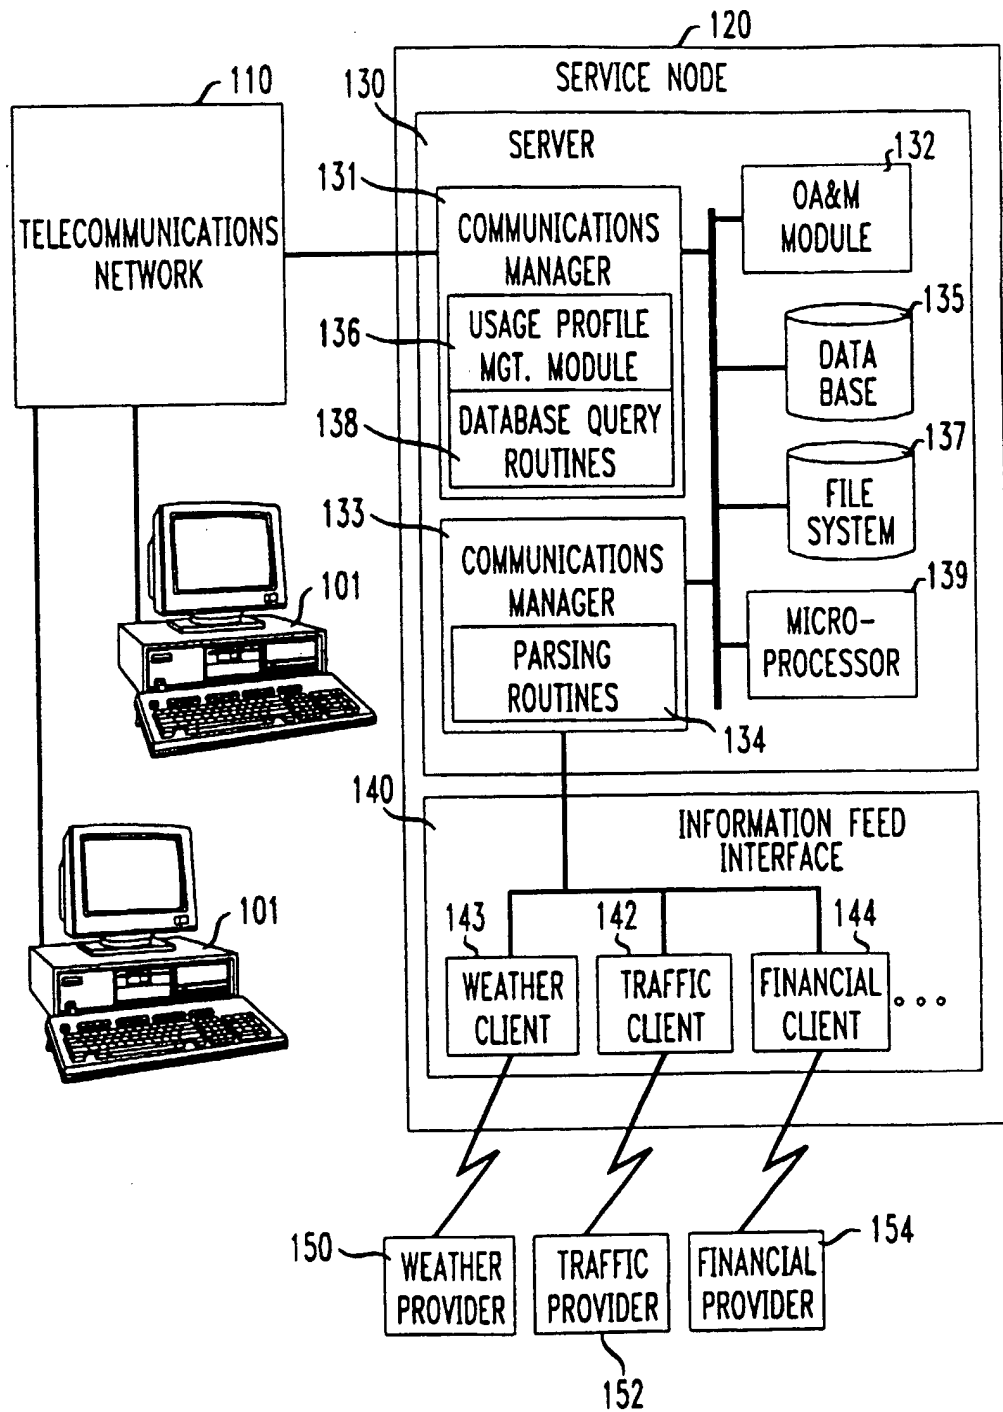 120
SERVICE NODE
110
130
SERVER
TELECOMMUNICATIONS
NETWORK
131
COMMUNICATIONS
MANAGER
132
OA&M
MODULE
136
USAGE PROFILE
MGT. MODULE
135
DATA
BASE
138
DATABASE QUERY
ROUTINES
137
FILE
SYSTEM
133
COMMUNICATIONS
MANAGER
139
MICRO-
PROCESSOR
101
PARSING
ROUTINES
134
140
INFORMATION FEED
INTERFACE
101
143
WEATHER
CLIENT
142
TRAFFIC
CLIENT
144
FINANCIAL
CLIENT
150
WEATHER
PROVIDER
TRAFFIC
PROVIDER
152
154
FINANCIAL
PROVIDER